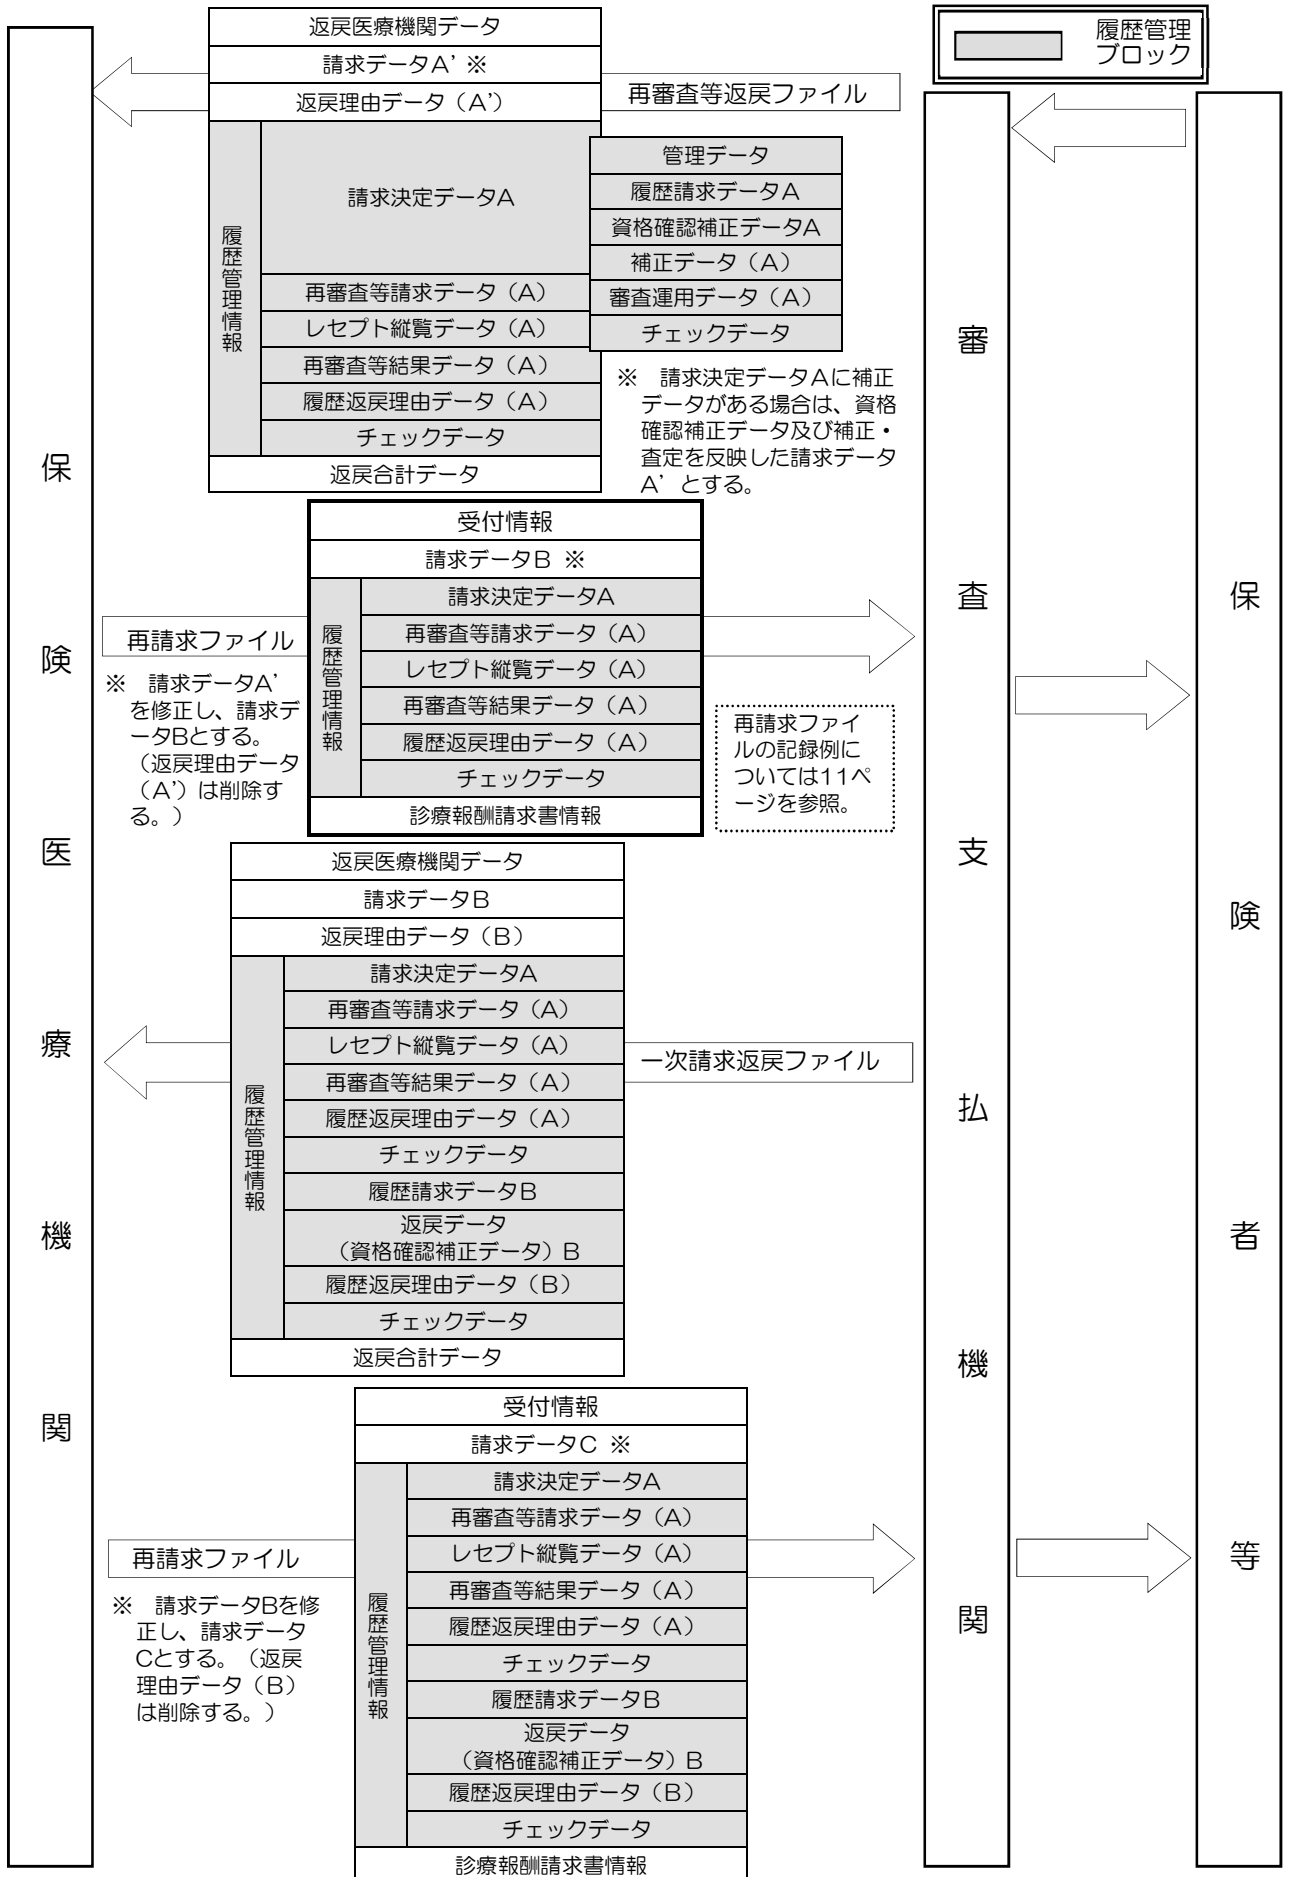 履歴管理
ブロック
保険医療機関
審査支払機関
保険者等
返戻医療機関データ
請求データA’ ※
返戻理由データ（A’）
再審査等返戻ファイル
履歴管理情報
請求決定データA
管理データ
履歴請求データA
資格確認補正データA
補正データ（A）
審査運用データ（A）
チェックデータ
再審査等請求データ（A）
レセプト縦覧データ（A）
再審査等結果データ（A）
履歴返戻理由データ（A）
チェックデータ
返戻合計データ
※　請求決定データAに補正
データがある場合は、資格
確認補正データ及び補正・
査定を反映した請求データ
A’とする。
受付情報
請求データB ※
履歴管理情報
請求決定データA
再審査等請求データ（A）
レセプト縦覧データ（A）
再審査等結果データ（A）
履歴返戻理由データ（A）
チェックデータ
診療報酬請求書情報
再請求ファイル
※　請求データA’
を修正し、請求デ
ータBとする。
（返戻理由データ
（A’）は削除す
る。）
再請求ファイ
ルの記録例に
ついては11ペ
ージを参照。
返戻医療機関データ
請求データB
返戻理由データ（B）
履歴管理情報
請求決定データA
再審査等請求データ（A）
レセプト縦覧データ（A）
再審査等結果データ（A）
履歴返戻理由データ（A）
チェックデータ
履歴請求データB
返戻データ
（資格確認補正データ）B
履歴返戻理由データ（B）
チェックデータ
返戻合計データ
一次請求返戻ファイル
受付情報
請求データC ※
履歴管理情報
請求決定データA
再審査等請求データ（A）
レセプト縦覧データ（A）
再審査等結果データ（A）
履歴返戻理由データ（A）
チェックデータ
履歴請求データB
返戻データ
（資格確認補正データ）B
履歴返戻理由データ（B）
チェックデータ
診療報酬請求書情報
再請求ファイル
※　請求データBを修
正し、請求データ
Cとする。（返戻
理由データ（B）
は削除する。）